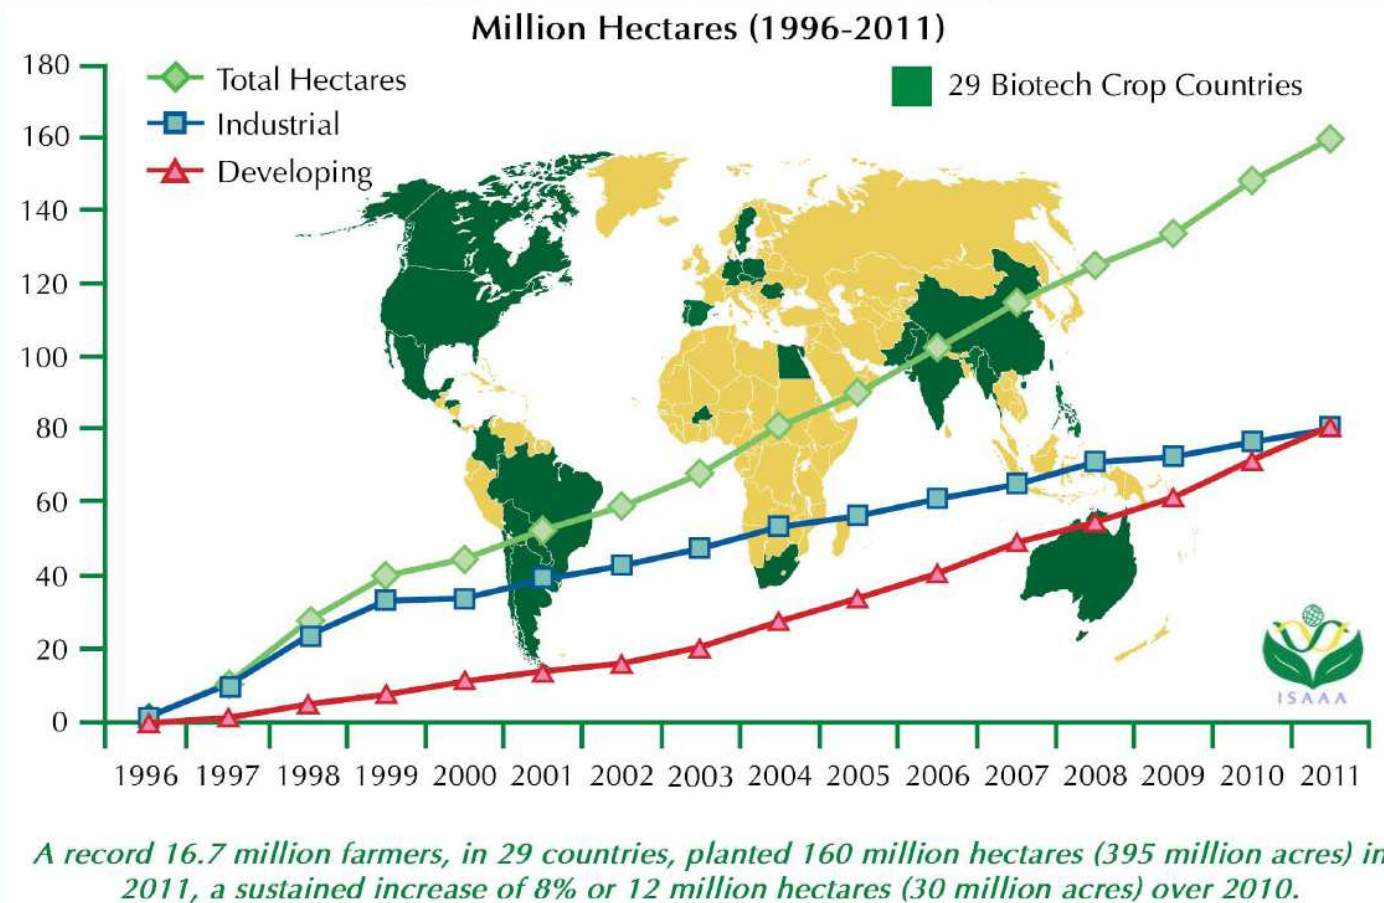 Million Hectares (1996-2011)
180
160
140
120
100
80
60
40
20
0
Total Hectares
Industrial
Developing
29 Biotech Crop Countries
ISAAA
1996 1997 1998 1999 2000 2001 2002 2003 2004 2005 2006 2007 2008 2009 2010 2011
A record 16.7 million farmers, in 29 countries, planted 160 million hectares (395 million acres) in
2011, a sustained increase of 8% or 12 million hectares (30 million acres) over 2010.